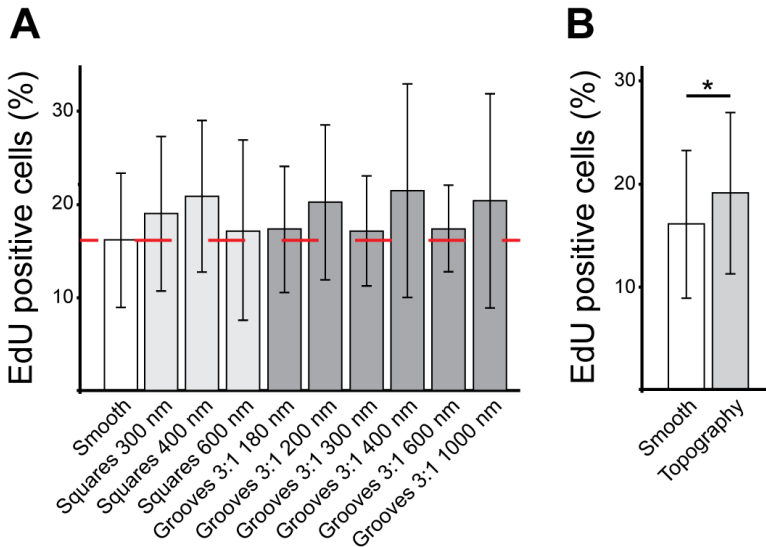 A
EdU positive cells (%)
30
20
10
Smooth
Squares 300 nm
Squares 400 nm
Squares 600 nm
Grooves 3:1 180 nm
Grooves 3:1 200 nm
Grooves 3:1 300 nm
Grooves 3:1 400 nm
Grooves 3:1 600 nm
Grooves 3:1 1000 nm
B
EdU positive cells (%)
30
20
10
*
Smooth
Topography